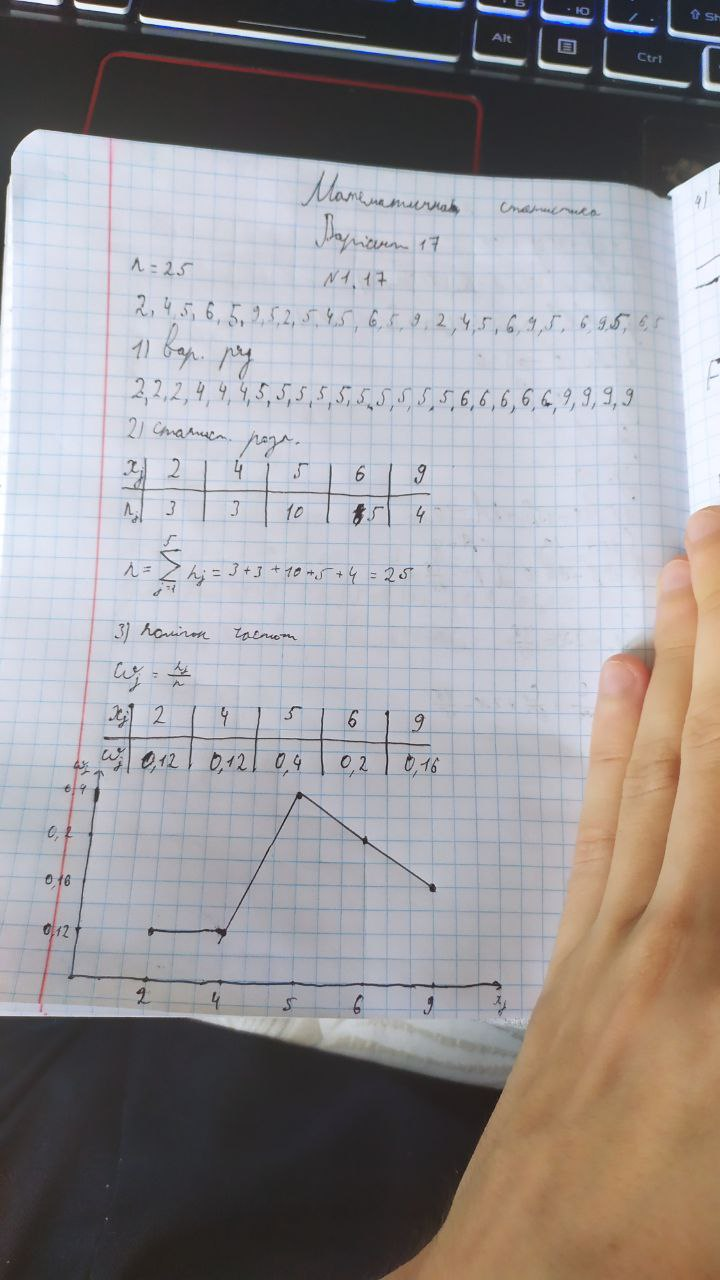 Б
Ю
Alt
Ctrl
Математична статистика
Варіант 17
n = 25
№1.17
2, 4, 5, 6, 5, 9, 5, 2, 5, 4, 5, 6, 5, 9, 2, 4, 5, 6, 9, 5, 6, 9, 5, 6, 5
1) Вар. ряд
2, 2, 2, 4, 4, 4, 5, 5, 5, 5, 5, 5, 5, 5, 5, 5, 6, 6, 6, 6, 6, 9, 9, 9, 9
2) Статист. розп.
xj | 2 | 4 | 5 | 6 | 9
nj | 3 | 3 | 10 | 5 | 4
n = 5∑j=1 nj = 3+3+10+5+4 = 25
3) полігон частот
ωj = nj/n
xj | 2 | 4 | 5 | 6 | 9
ωj | 0,12 | 0,12 | 0,4 | 0,2 | 0,16
ωj
0,4
0,2
0,16
0,12
2 4 5 6 9 xj
4)
F